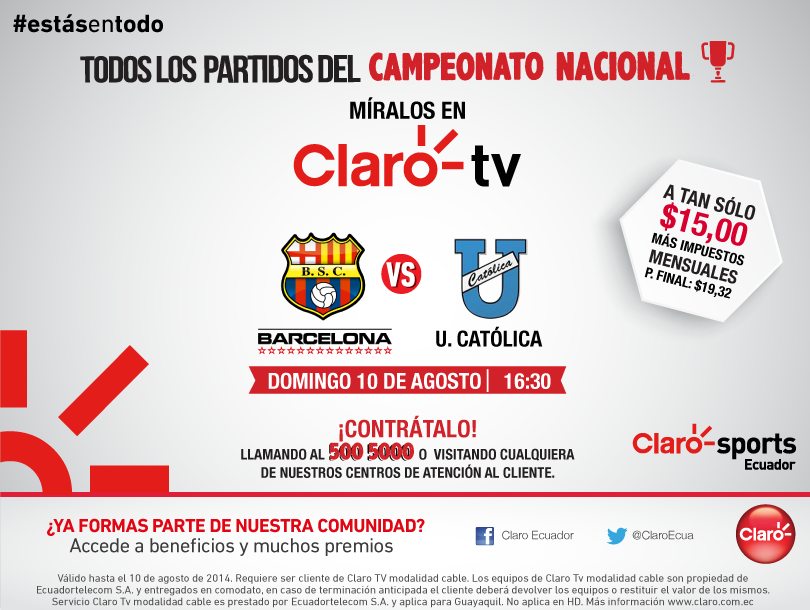 #estásentodo
TODOS LOS PARTIDOS DEL CAMPEONATO NACIONAL
MÍRALOS EN
Claro tv
A TAN SÓLO
$15,00
MÁS IMPUESTOS
MENSUALES
P. FINAL: $19,32
B. S. C.
VS
Católica
BARCELONA
U. CATÓLICA
DOMINGO 10 DE AGOSTO | 16:30
¡CONTRÁTALO!
LLAMANDO AL 500 5000 O VISITANDO CUALQUIERA
DE NUESTROS CENTROS DE ATENCIÓN AL CLIENTE.
Claro sports
Ecuador
¿YA FORMAS PARTE DE NUESTRA COMUNIDAD?
Accede a beneficios y muchos premios
Claro Ecuador
@ClaroEcua
Claro
Válido hasta el 10 de agosto de 2014. Requiere ser cliente de Claro TV modalidad cable. Los equipos de Claro Tv modalidad cable son propiedad de
Ecuadortelecom S.A. y entregados en comodato, en caso de terminación anticipada el cliente deberá devolver los equipos o restituir el valor de los mismos.
Servicio Claro Tv modalidad cable es prestado por Ecuadortelecom S.A. y aplica para Guayaquil. No aplica en HD. Más información www.claro.com.ec